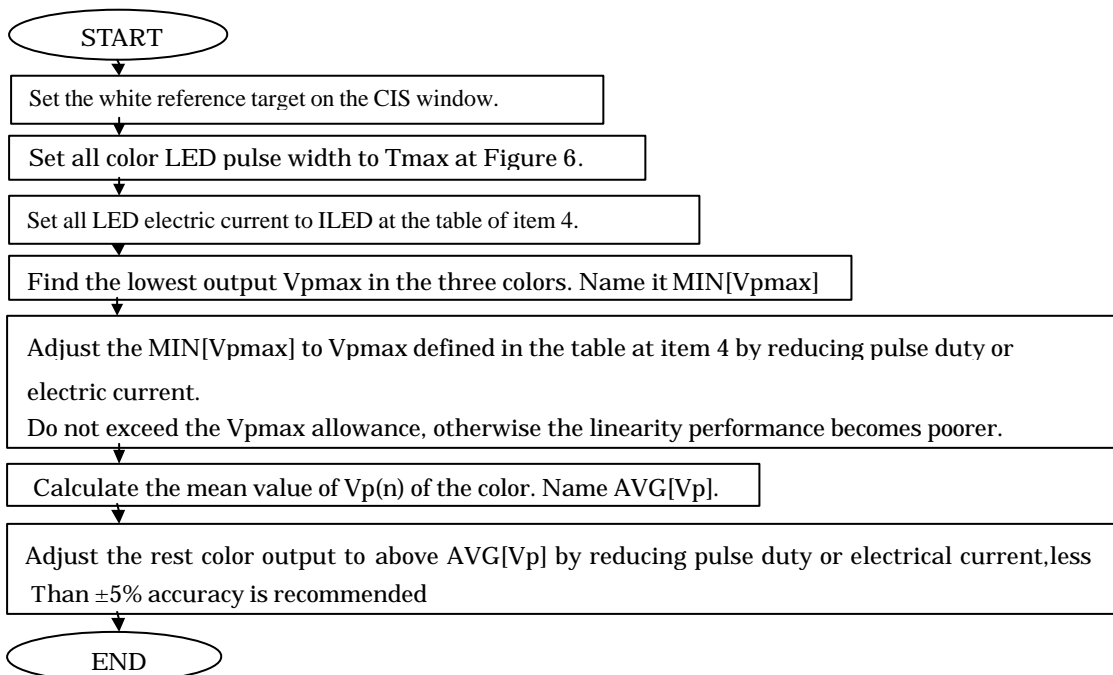 START
Set the white reference target on the CIS window.
Set all color LED pulse width to Tmax at Figure 6.
Set all LED electric current to ILED at the table of item 4.
Find the lowest output Vpmax in the three colors. Name it MIN[Vpmax]
Adjust the MIN[Vpmax] to Vpmax defined in the table at item 4 by reducing pulse duty or
electric current.
Do not exceed the Vpmax allowance, otherwise the linearity performance becomes poorer.
Calculate the mean value of Vp(n) of the color. Name AVG[Vp].
Adjust the rest color output to above AVG[Vp] by reducing pulse duty or electrical current,less
Than ±5% accuracy is recommended
END